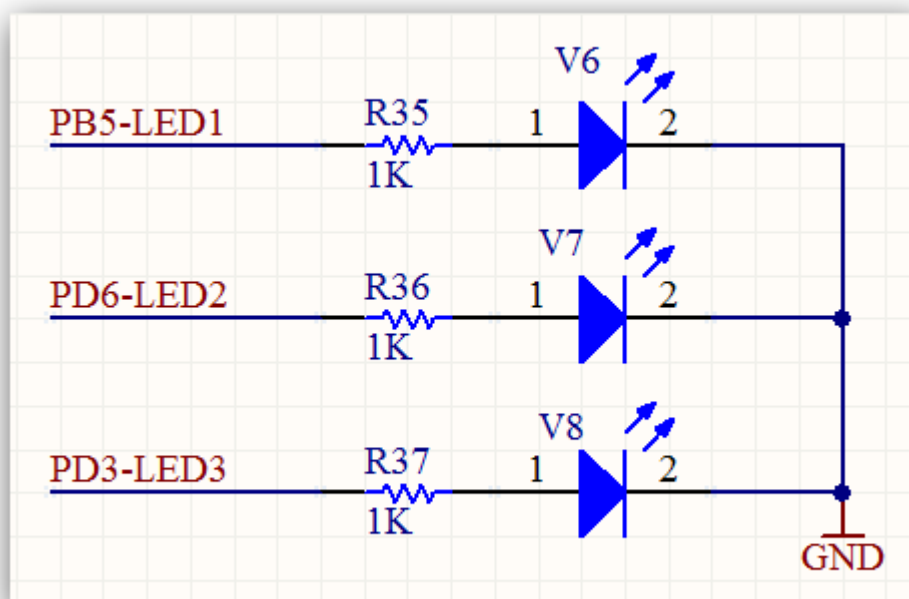 V6
PB5-LED1
R35
1
2
1K
V7
PD6-LED2
R36
1
2
1K
V8
PD3-LED3
R37
1
2
1K
GND